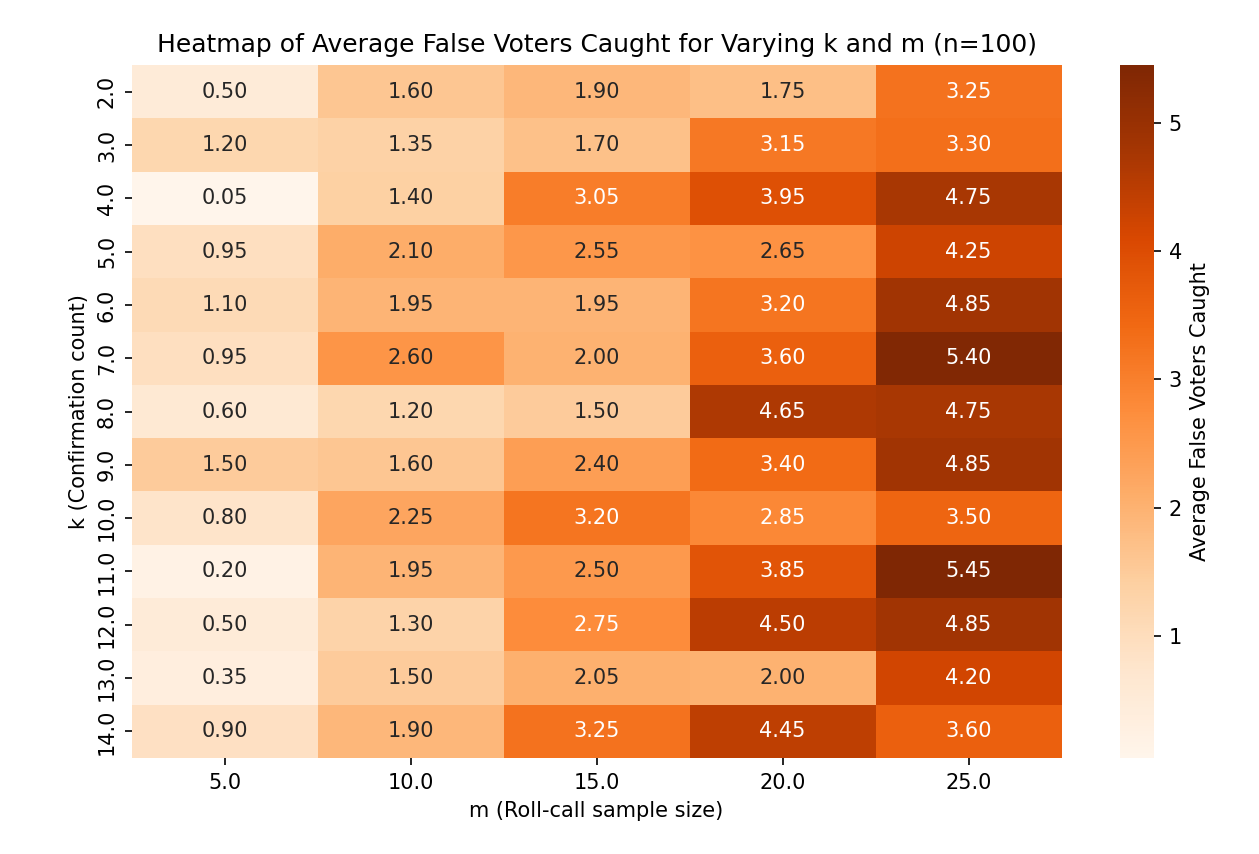 Heatmap of Average False Voters Caught for Varying k and m (n=100)
k (Confirmation count)
2.0 0.50 1.60 1.90 1.75 3.25
3.0 1.20 1.35 1.70 3.15 3.30
4.0 0.05 1.40 3.05 3.95 4.75
5.0 0.95 2.10 2.55 2.65 4.25
6.0 1.10 1.95 1.95 3.20 4.85
7.0 0.95 2.60 2.00 3.60 5.40
8.0 0.60 1.20 1.50 4.65 4.75
9.0 1.50 1.60 2.40 3.40 4.85
10.0 0.80 2.25 3.20 2.85 3.50
11.0 0.20 1.95 2.50 3.85 5.45
12.0 0.50 1.30 2.75 4.50 4.85
13.0 0.35 1.50 2.05 2.00 4.20
14.0 0.90 1.90 3.25 4.45 3.60
5.0 10.0 15.0 20.0 25.0
m (Roll-call sample size)
5
4
3
2
1
Average False Voters Caught